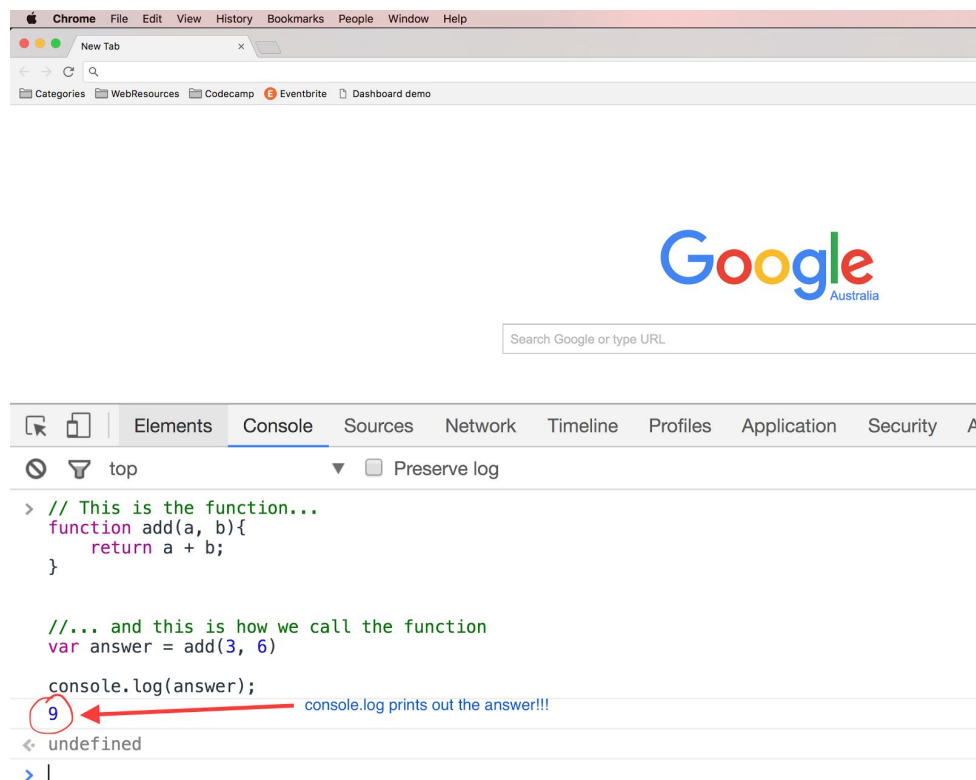 Chrome File Edit View History Bookmarks People Window Help
New Tab
Categories WebResources Codecamp Eventbrite Dashboard demo
Google
Australia
Search Google or type URL
Elements Console Sources Network Timeline Profiles Application Security A
top Preserve log
> // This is the function...
function add(a, b){
return a + b;
}
//... and this is how we call the function
var answer = add(3, 6)
console.log(answer);
9 console.log prints out the answer!!!
undefined
>